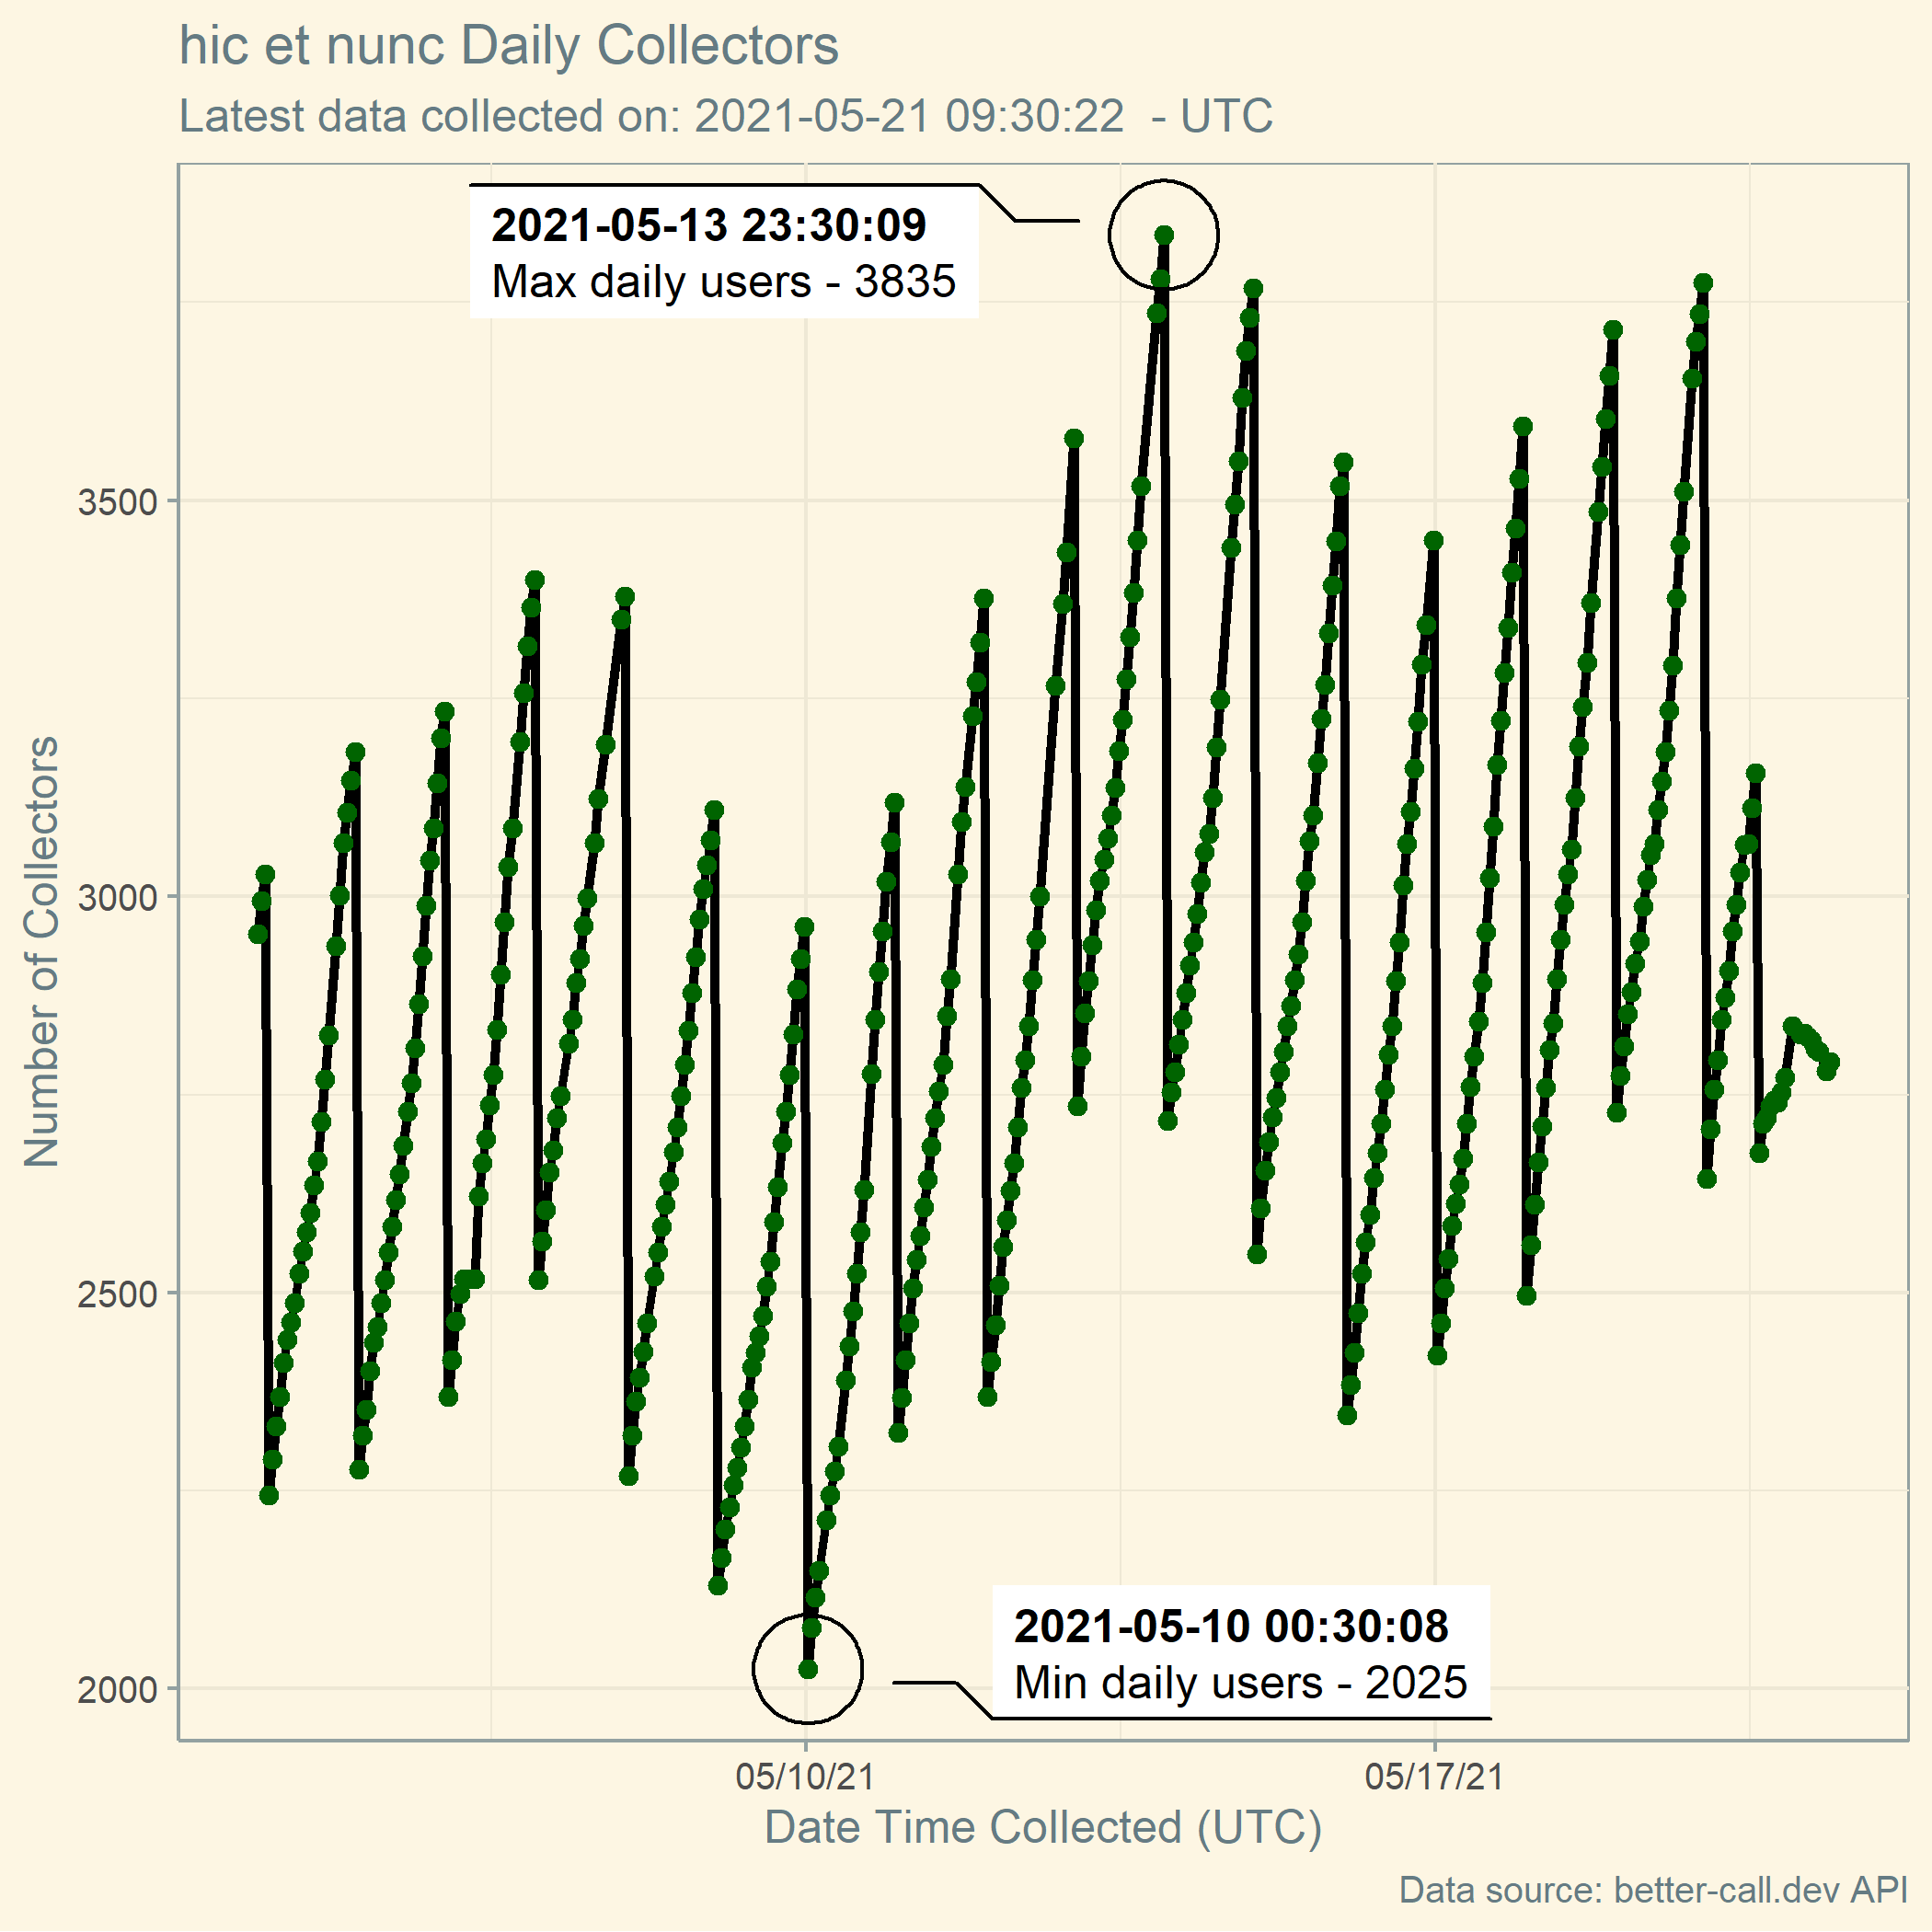 hic et nunc Daily Collectors
Latest data collected on: 2021-05-21 09:30:22  - UTC
2021-05-13 23:30:09
Max daily users - 3835
3500
3000
2500
2000
Number of Collectors
2021-05-10 00:30:08
Min daily users - 2025
05/10/21
05/17/21
Date Time Collected (UTC)
Data source: better-call.dev API